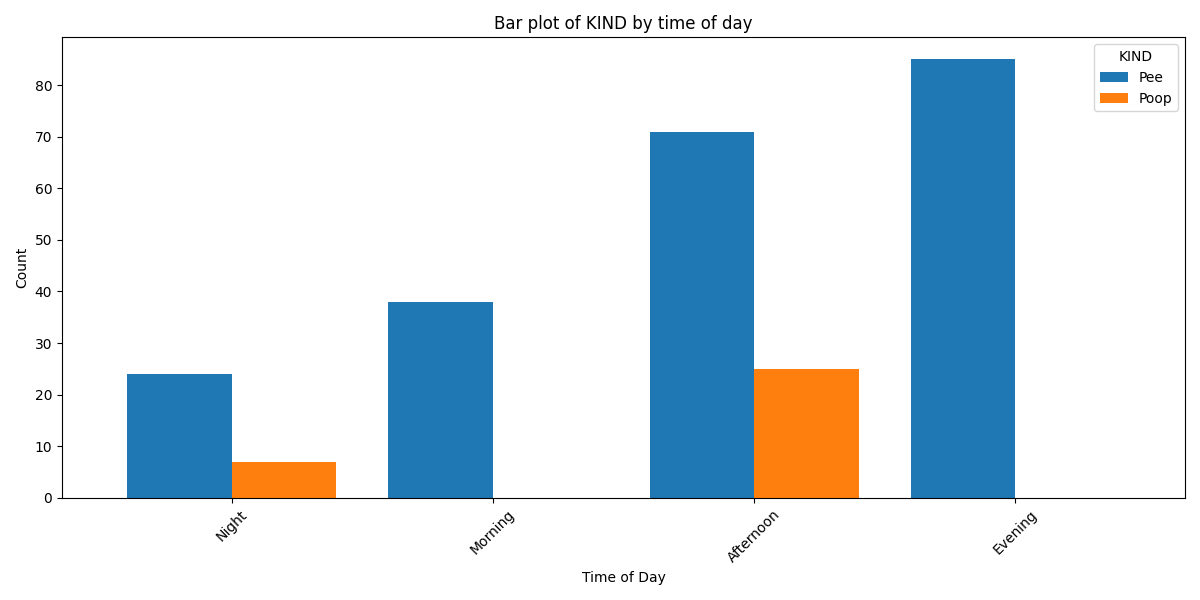 Bar plot of KIND by time of day
KIND
Pee
Poop
80
70
60
50
40
30
20
10
0
Count
Night
Morning
Afternoon
Evening
Time of Day